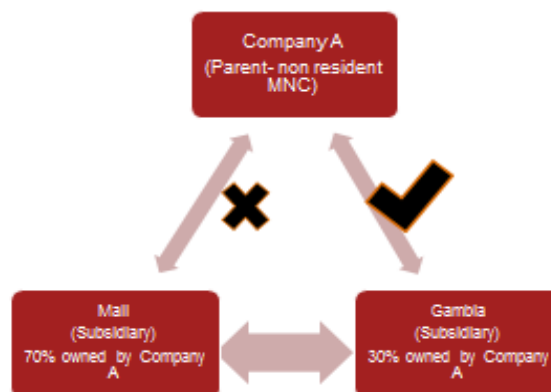 Company A
(Parent- non resident
MNC)
Mali
(Subsidiary)
70% owned by Company
A
Gambia
(Subsidiary)
30% owned by Company
A